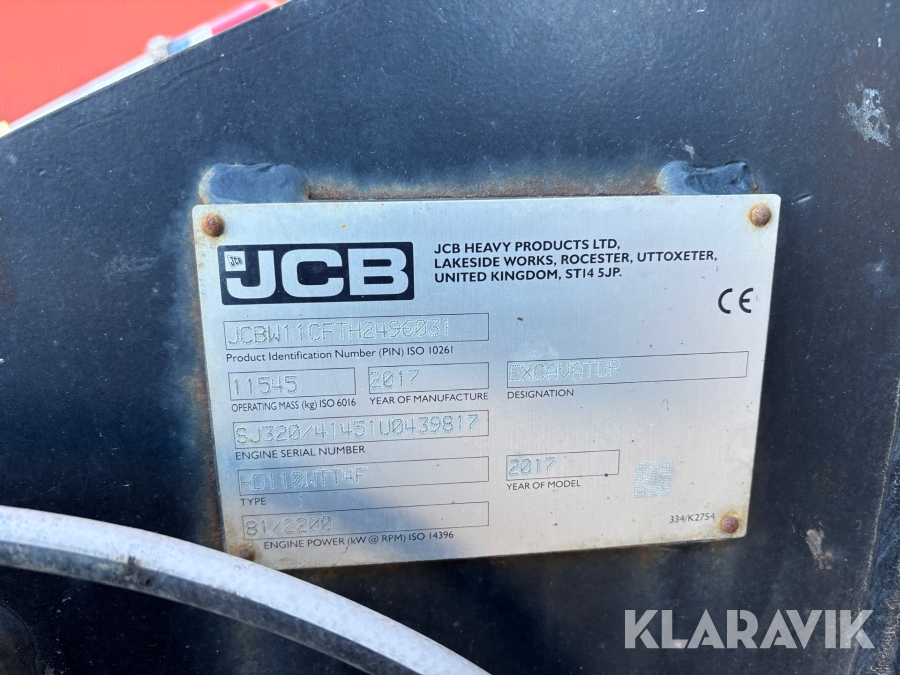 JCB
JCB HEAVY PRODUCTS LTD,
LAKESIDE WORKS, ROCESTER, UTTOXETER,
UNITED KINGDOM, ST14 5JP.
CE
JCBW11CFTH2496031
Product Identification Number (PIN) ISO 10261
11545
OPERATING MASS (kg) ISO 6016
2017
YEAR OF MANUFACTURE
EXCAVATOR
DESIGNATION
SJ320/41451U0439817
ENGINE SERIAL NUMBER
HD110WTT4F
TYPE
2017
YEAR OF MODEL
81/2200
ENGINE POWER (kW @ RPM) ISO 14396
334/K2754
KLARAVIK